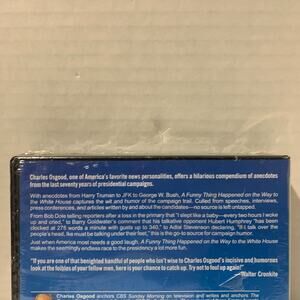 Charles Osgood, one of America's favorite news personalities, offers a hilarious compendium of anecdotes
from the last seventy years of presidential campaigns.
With anecdotes from Harry Truman to JFK to George W. Bush, A Funny Thing Happened on the Way to
the White House captures the wit and humor of the campaign trail. Culled from speeches, interviews,
press conferences, and articles written by and about the candidates—no source is left untapped.
From Bob Dole telling reporters after a loss in the primary that "I slept like a baby—every two hours I woke
up and cried," to Barry Goldwater's comment that his talkative opponent Hubert Humphrey "has been
clocked at 275 words a minute with gusts up to 340," to Adlai Stevenson declaring, "If I talk over the
people's head, Ike must be talking under their feet," this is the go-to source for campaign humor.
Just when America most needs a good laugh, A Funny Thing Happened on the Way to the White House
makes the seemingly endless race to the presidency a lot more fun.
"If you are one of that benighted handful of people who isn't wise to Charles Osgood's incisive and humorous
look at the foibles of your fellow men, here is your chance to catch up. Try not to fool up again!"
—Walter Cronkite
Charles Osgood anchors CBS Sunday Morning on television and writes and anchors The